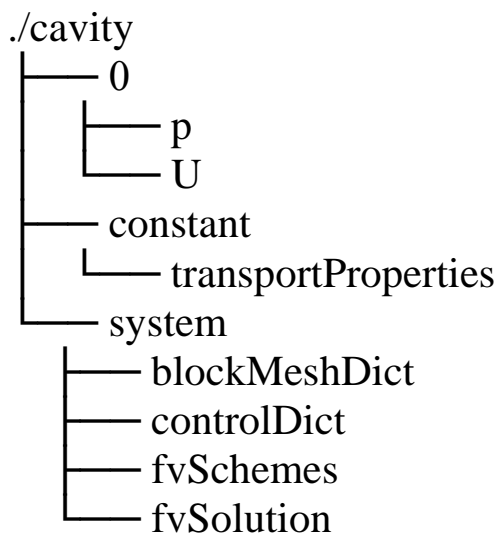 ./cavity
0
p
U
constant
transportProperties
system
blockMeshDict
controlDict
fvSchemes
fvSolution